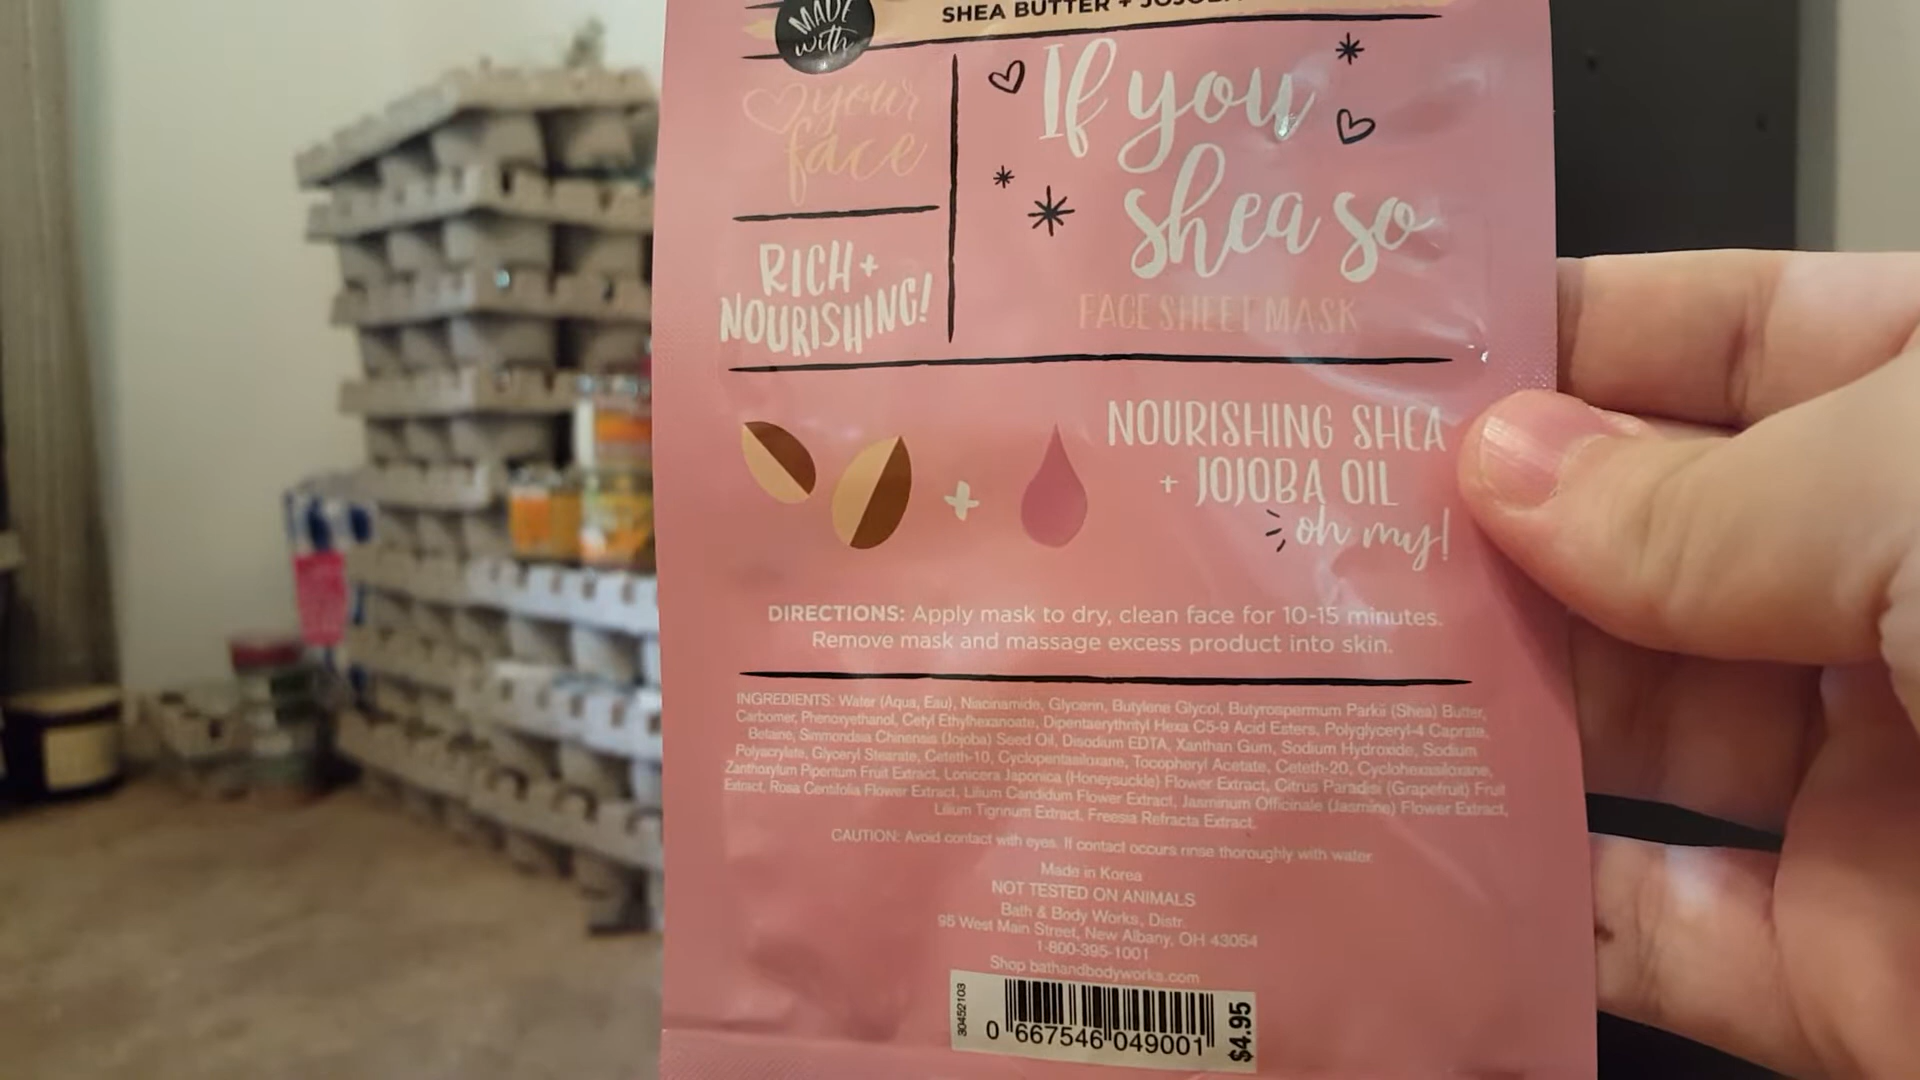 MADE
with
SHEA BUTTER + JOJOBA
your
face
If you
shea so
RICH +
NOURISHING!
FACE SHEET MASK
NOURISHING SHEA
+ JOJOBA OIL
oh my!
DIRECTIONS: Apply mask to dry, clean face for 10-15 minutes.
Remove mask and massage excess product into skin.
INGREDIENTS: Water (Aqua, Eau), Niacinamide, Glycerin, Butylene Glycol, Butyrospermum Parkii (Shea) Butter,
Carbomer, Phenoxyethanol, Cetyl Ethylhexanoate, Dipentaerythrityl Hexa C5-9 Acid Esters, Polyglyceryl-4 Caprate,
Betaine, Simmondsia Chinensis (Jojoba) Seed Oil, Disodium EDTA, Xanthan Gum, Sodium Hydroxide, Sodium
Polyacrylate, Glyceryl Stearate, Ceteth-10, Cyclopentasiloxane, Tocopheryl Acetate, Ceteth-20, Cyclohexasiloxane,
Zanthoxylum Piperitum Fruit Extract, Lonicera Japonica (Honeysuckle) Flower Extract, Citrus Paradisi (Grapefruit) Fruit
Extract, Rosa Centifolia Flower Extract, Lilium Candidum Flower Extract, Jasminum Officinale (Jasmine) Flower Extract,
Lilium Tigrinum Extract, Freesia Refracta Extract.
CAUTION: Avoid contact with eyes. If contact occurs rinse thoroughly with water.
Made in Korea
NOT TESTED ON ANIMALS
Bath & Body Works, Distr.
95 West Main Street, New Albany, OH 43054
1-800-395-1001
Shop bathandbodyworks.com
30452103
0 667546 049001
$4.95